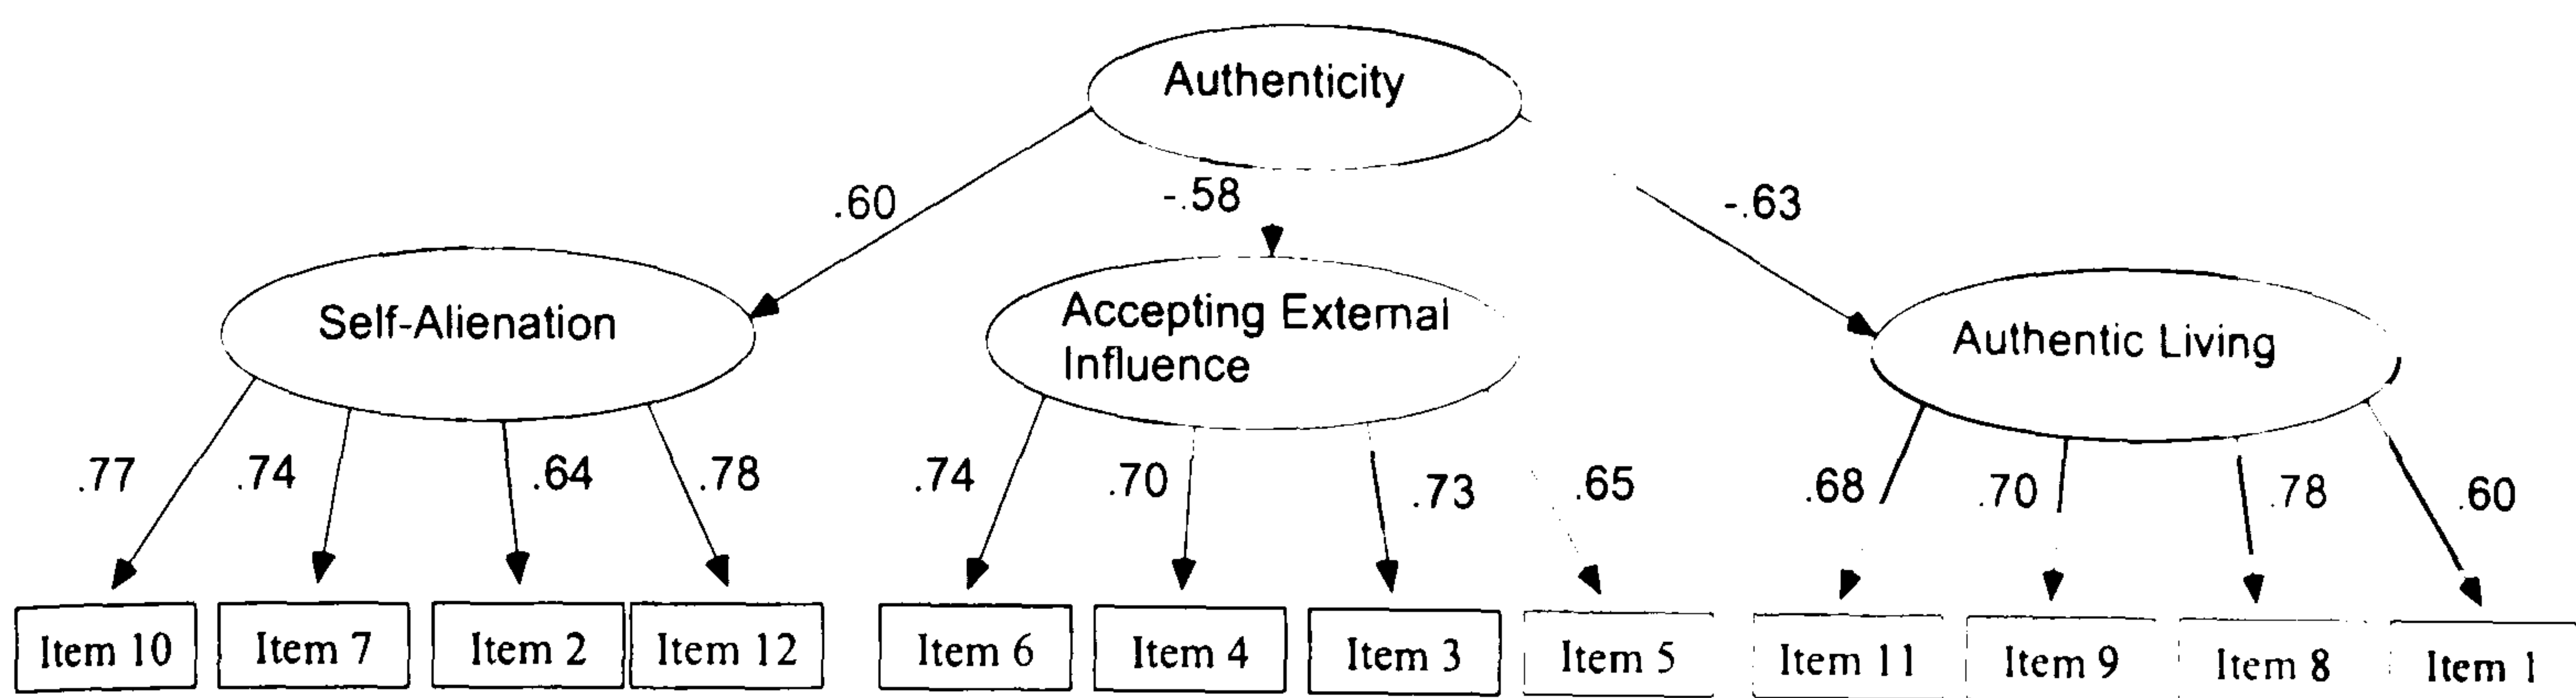 Authenticity
.60
-.58
-.63
Self-Alienation
Accepting External
Influence
Authentic Living
.77
.74
.64
.78
.74
.70
.73
.65
.68
.70
.78
.60
Item 10
Item 7
Item 2
Item 12
Item 6
Item 4
Item 3
Item 5
Item 11
Item 9
Item 8
Item 1